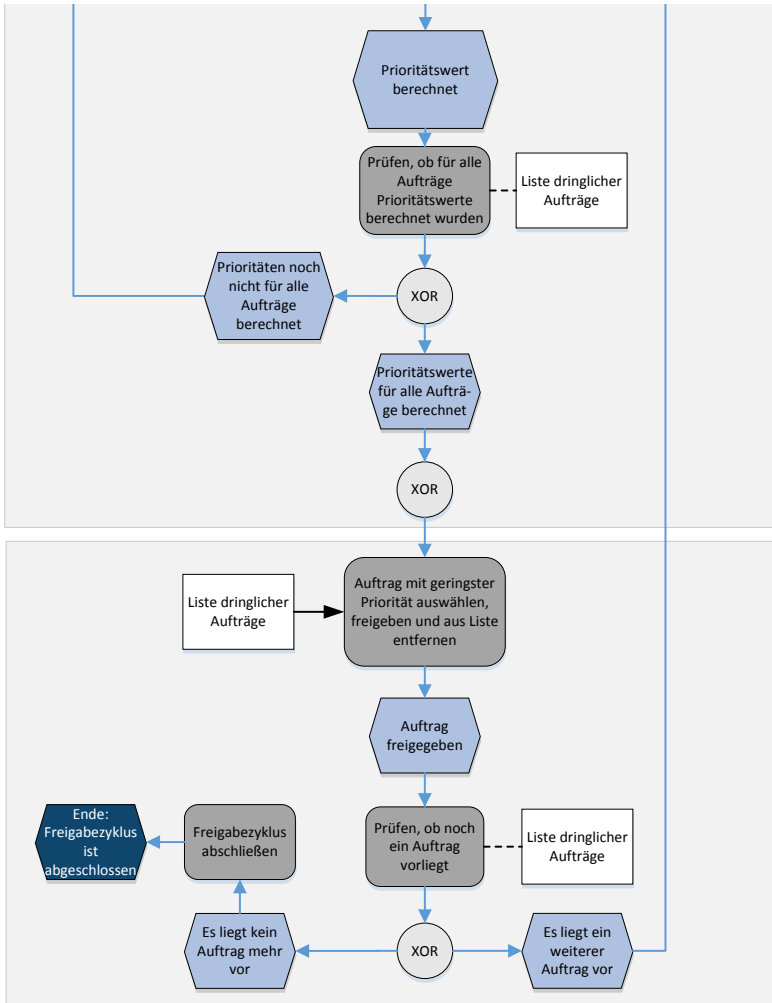 Prioritätswert
berechnet
Prüfen, ob für alle
Aufträge
Prioritätswerte
berechnet wurden
Liste dringlicher
Aufträge
Prioritäten noch
nicht für alle
Aufträge
berechnet
XOR
Prioritätswerte
für alle Aufträ-
ge berechnet
XOR
Liste dringlicher
Aufträge
Auftrag mit geringster
Priorität auswählen,
freigeben und aus Liste
entfernen
Auftrag
freigegeben
Ende:
Freigabezyklus
ist
abgeschlossen
Freigabezyklus
abschließen
Prüfen, ob noch
ein Auftrag
vorliegt
Liste dringlicher
Aufträge
Es liegt kein
Auftrag mehr
vor
XOR
Es liegt ein
weiterer
Auftrag vor